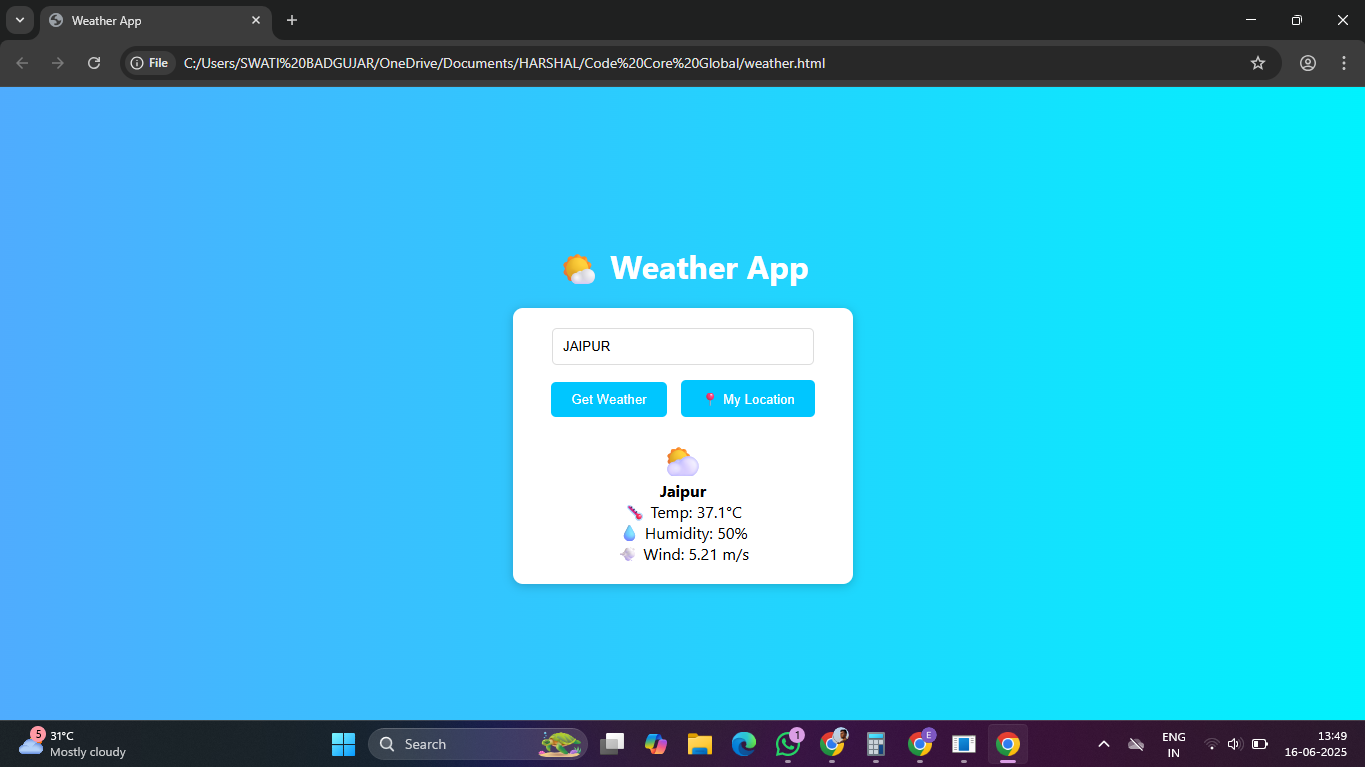 Weather App
File C:/Users/SWATI%20BADGUJAR/OneDrive/Documents/HARSHAL/Code%20Core%20Global/weather.html
Weather App
JAIPUR
Get Weather
My Location
Jaipur
Temp: 37.1°C
Humidity: 50%
Wind: 5.21 m/s
5
31°C
Mostly cloudy
Search
1
E
ENG
IN
13:49
16-06-2025